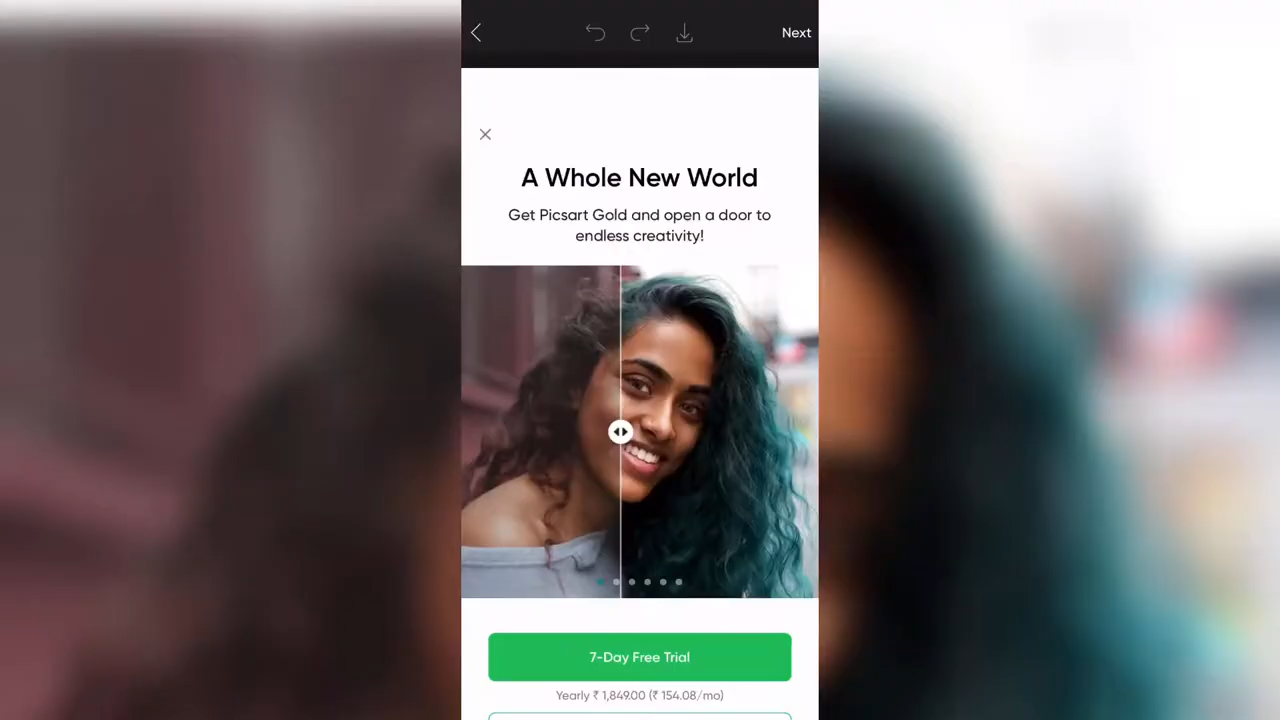 Next
A Whole New World
Get Picsart Gold and open a door to
endless creativity!
7-Day Free Trial
Yearly ₹ 1,849.00 (₹ 154.08/mo)